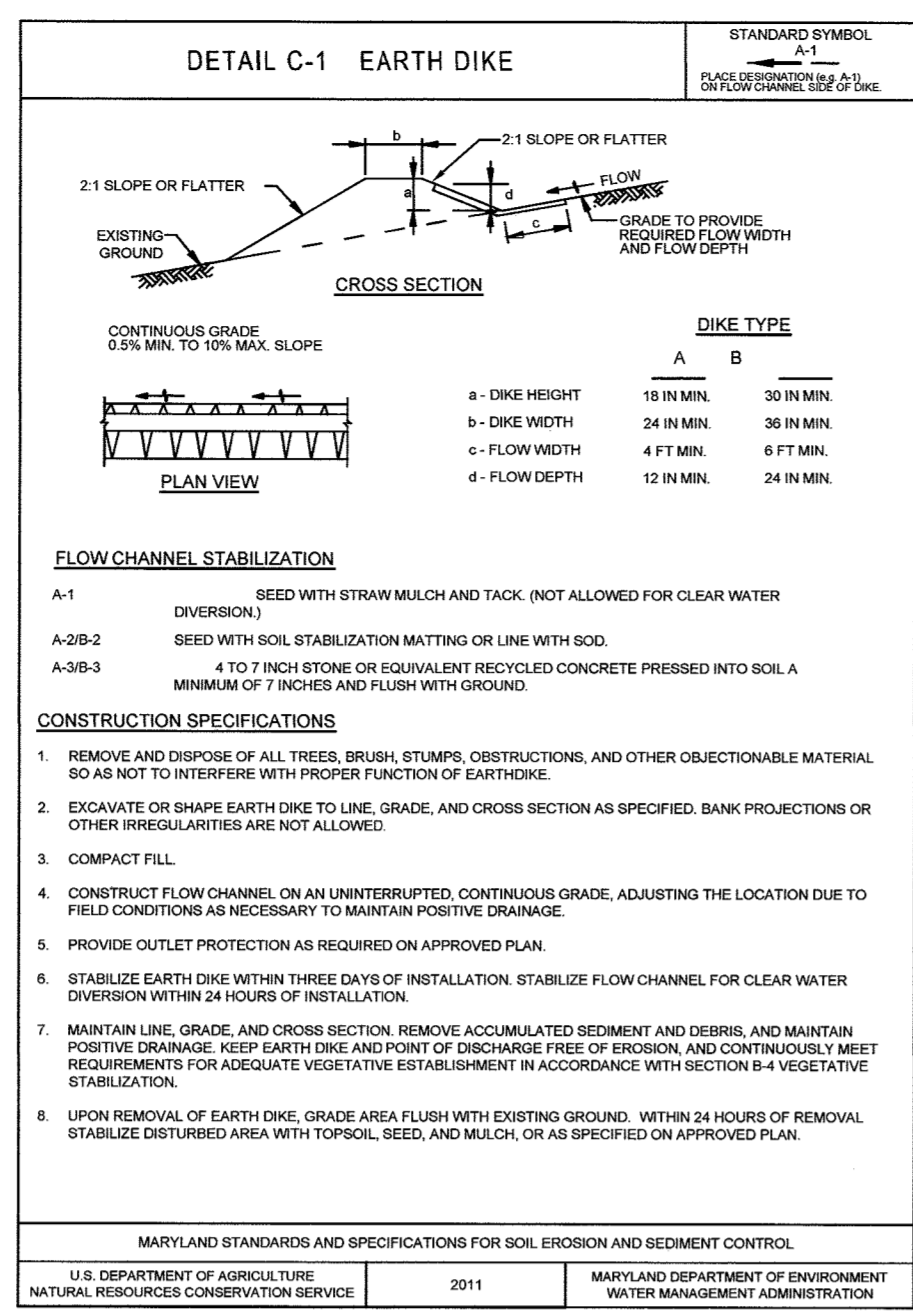 DETAIL C-1 EARTH DIKE
STANDARD SYMBOL
A-1
PLACE DESIGNATION (e.g. A-1)
ON FLOW CHANNEL SIDE OF DIKE.
b
2:1 SLOPE OR FLATTER
2:1 SLOPE OR FLATTER
a
d
FLOW
c
GRADE TO PROVIDE
REQUIRED FLOW WIDTH
AND FLOW DEPTH
EXISTING
GROUND
CROSS SECTION
CONTINUOUS GRADE
0.5% MIN. TO 10% MAX. SLOPE
PLAN VIEW
DIKE TYPE
A B
a - DIKE HEIGHT 18 IN MIN. 30 IN MIN.
b - DIKE WIDTH 24 IN MIN. 36 IN MIN.
c - FLOW WIDTH 4 FT MIN. 6 FT MIN.
d - FLOW DEPTH 12 IN MIN. 24 IN MIN.
FLOW CHANNEL STABILIZATION
A-1 SEED WITH STRAW MULCH AND TACK. (NOT ALLOWED FOR CLEAR WATER
DIVERSION.)
A-2/B-2 SEED WITH SOIL STABILIZATION MATTING OR LINE WITH SOD.
A-3/B-3 4 TO 7 INCH STONE OR EQUIVALENT RECYCLED CONCRETE PRESSED INTO SOIL A
MINIMUM OF 7 INCHES AND FLUSH WITH GROUND.
CONSTRUCTION SPECIFICATIONS
1. REMOVE AND DISPOSE OF ALL TREES, BRUSH, STUMPS, OBSTRUCTIONS, AND OTHER OBJECTIONABLE MATERIAL
SO AS NOT TO INTERFERE WITH PROPER FUNCTION OF EARTHDIKE.
2. EXCAVATE OR SHAPE EARTH DIKE TO LINE, GRADE, AND CROSS SECTION AS SPECIFIED. BANK PROJECTIONS OR
OTHER IRREGULARITIES ARE NOT ALLOWED.
3. COMPACT FILL.
4. CONSTRUCT FLOW CHANNEL ON AN UNINTERRUPTED, CONTINUOUS GRADE, ADJUSTING THE LOCATION DUE TO
FIELD CONDITIONS AS NECESSARY TO MAINTAIN POSITIVE DRAINAGE.
5. PROVIDE OUTLET PROTECTION AS REQUIRED ON APPROVED PLAN.
6. STABILIZE EARTH DIKE WITHIN THREE DAYS OF INSTALLATION. STABILIZE FLOW CHANNEL FOR CLEAR WATER
DIVERSION WITHIN 24 HOURS OF INSTALLATION.
7. MAINTAIN LINE, GRADE, AND CROSS SECTION. REMOVE ACCUMULATED SEDIMENT AND DEBRIS, AND MAINTAIN
POSITIVE DRAINAGE. KEEP EARTH DIKE AND POINT OF DISCHARGE FREE OF EROSION, AND CONTINUOUSLY MEET
REQUIREMENTS FOR ADEQUATE VEGETATIVE ESTABLISHMENT IN ACCORDANCE WITH SECTION B-4 VEGETATIVE
STABILIZATION.
8. UPON REMOVAL OF EARTH DIKE, GRADE AREA FLUSH WITH EXISTING GROUND. WITHIN 24 HOURS OF REMOVAL
STABILIZE DISTURBED AREA WITH TOPSOIL, SEED, AND MULCH, OR AS SPECIFIED ON APPROVED PLAN.
MARYLAND STANDARDS AND SPECIFICATIONS FOR SOIL EROSION AND SEDIMENT CONTROL
U.S. DEPARTMENT OF AGRICULTURE
NATURAL RESOURCES CONSERVATION SERVICE
2011
MARYLAND DEPARTMENT OF ENVIRONMENT
WATER MANAGEMENT ADMINISTRATION